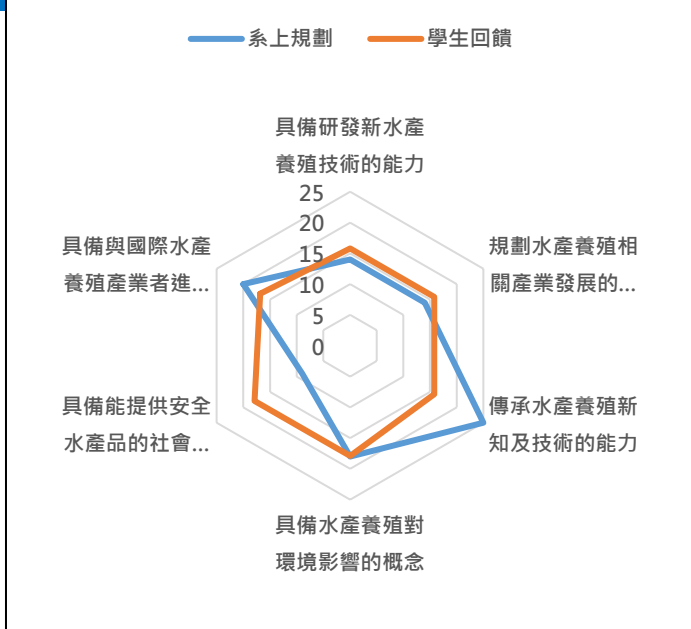 系上規劃 學生回饋
具備研發新水產
養殖技術的能力
25
20
15
10
5
0
規劃水產養殖相
關產業發展的...
傳承水產養殖新
知及技術的能力
具備水產養殖對
環境影響的概念
具備能提供安全
水產品的社會...
具備與國際水產
養殖產業者進...